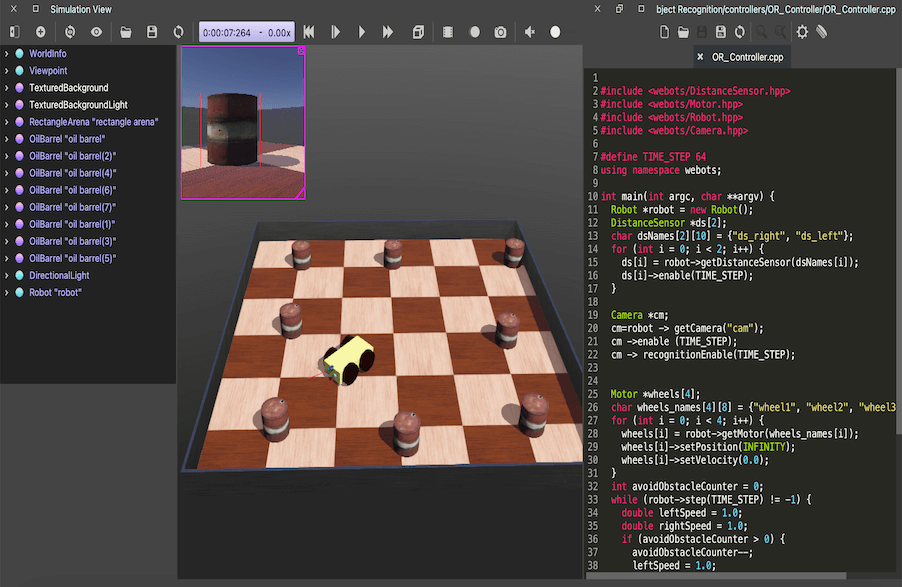 Simulation View
0:00:07:264 - 0.00x
WorldInfo
Viewpoint
TexturedBackground
TexturedBackgroundLight
RectangleArena "rectangle arena"
OilBarrel "oil barrel"
OilBarrel "oil barrel(2)"
OilBarrel "oil barrel(4)"
OilBarrel "oil barrel(6)"
OilBarrel "oil barrel(7)"
OilBarrel "oil barrel(1)"
OilBarrel "oil barrel(3)"
OilBarrel "oil barrel(5)"
DirectionalLight
Robot "robot"
bject Recognition/controllers/OR_Controller/OR_Controller.cpp
OR_Controller.cpp
1
2 #include <webots/DistanceSensor.hpp>
3 #include <webots/Motor.hpp>
4 #include <webots/Robot.hpp>
5 #include <webots/Camera.hpp>
6
7 #define TIME_STEP 64
8 using namespace webots;
9
10 int main(int argc, char **argv) {
11 Robot *robot = new Robot();
12 DistanceSensor *ds[2];
13 char dsNames[2][10] = {"ds_right", "ds_left"};
14 for (int i = 0; i < 2; i++) {
15 ds[i] = robot->getDistanceSensor(dsNames[i]);
16 ds[i]->enable(TIME_STEP);
17 }
18
19 Camera *cm;
20 cm=robot -> getCamera("cam");
21 cm ->enable (TIME_STEP);
22 cm -> recognitionEnable(TIME_STEP);
23
24
25 Motor *wheels[4];
26 char wheels_names[4][8] = {"wheel1", "wheel2", "wheel3
27 for (int i = 0; i < 4; i++) {
28 wheels[i] = robot->getMotor(wheels_names[i]);
29 wheels[i]->setPosition(INFINITY);
30 wheels[i]->setVelocity(0.0);
31 }
32 int avoidObstacleCounter = 0;
33 while (robot->step(TIME_STEP) != -1) {
34 double leftSpeed = 1.0;
35 double rightSpeed = 1.0;
36 if (avoidObstacleCounter > 0) {
37 avoidObstacleCounter--;
38 leftSpeed = 1.0;